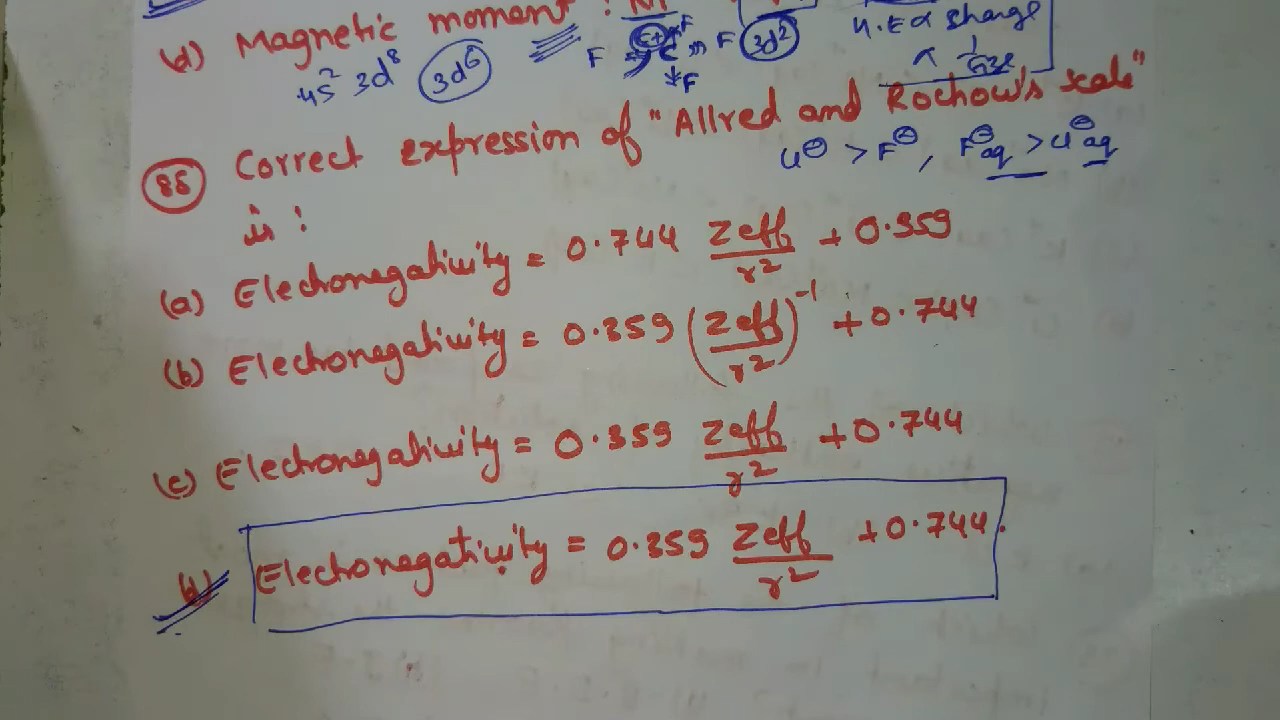 (d) Magnetic moment :
4s² 3d⁸ 3d⁶ F F 3d² H.E α charge
F α 1/size
88 Correct expression of "Allred and Rochow's scale"
is :
Cl⊖ > F⊖, F⊖aq > Cl⊖aq
(a) Electronegativity = 0.744 Zeff/r² + 0.359
(b) Electronegativity = 0.359 (Zeff/r²)⁻¹ + 0.744
(c) Electronegativity = 0.359 Zeff/r² + 0.744
(d) Electronegativity = 0.359 Zeff/r² + 0.744.